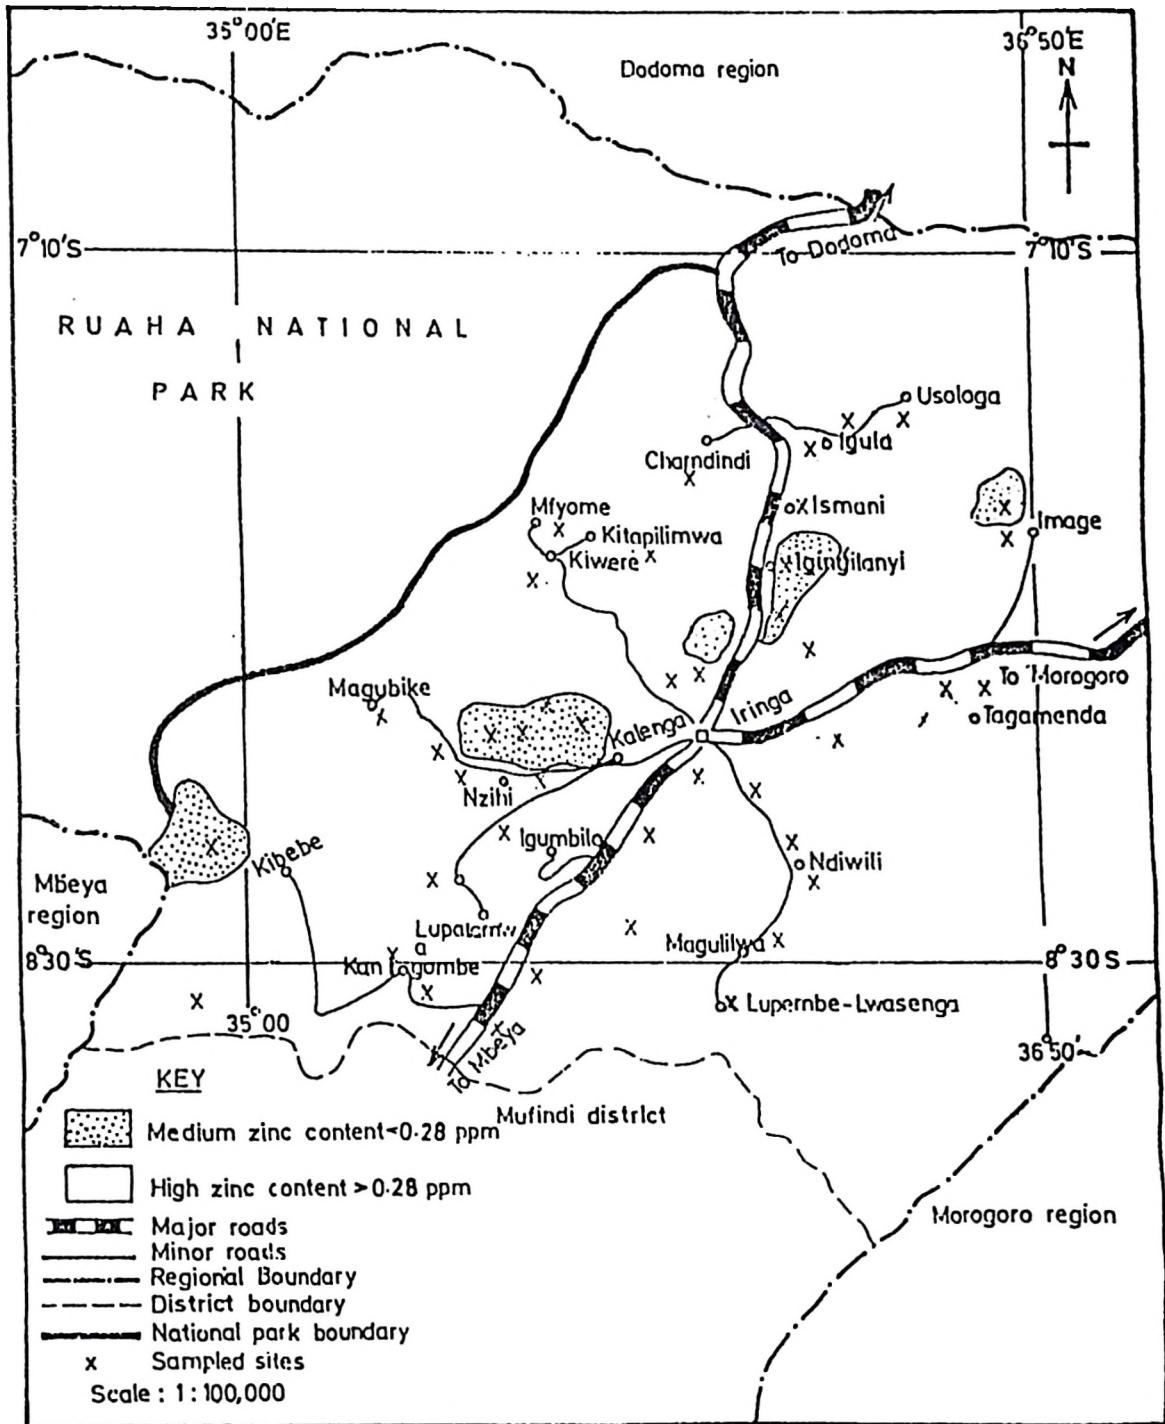 35°00'E
36°50'E
Dodoma region
N
7°10'S
To Dodoma
7°10'S
RUAHA NATIONAL
PARK
Usologa
Igula
Chamdindi
Ismani
Mfyome
Kitapilimwa
Kiwere
Image
Magubike
Kalenga
Iringa
To Morogoro
Tagamenda
Nzihi
Igumbilo
Kibebe
Ndiwili
Mbeya
region
Magulilya
8°30'S
8°30'S
Lupembe-Lwasenga
35°00
36°50'
To Mbeya
KEY
Mufindi district
Medium zinc content <0.28 ppm
High zinc content >0.28 ppm
Morogoro region
Major roads
Minor roads
Regional Boundary
District boundary
National park boundary
x Sampled sites
Scale : 1 : 100,000